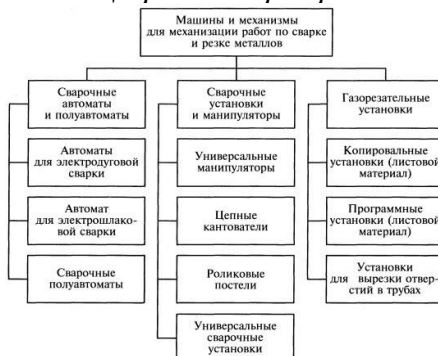 Машины и механизмы
для механизации работ по сварке
и резке металлов
Сварочные
автоматы
и полуавтоматы
Автоматы
для электродуговой
сварки
Автомат
для электрошлако-
вой сварки
Сварочные
полуавтоматы
Сварочные
установки
и манипуляторы
Универсальные
манипуляторы
Цепные
кантователи
Роликовые
постели
Универсальные
сварочные
установки
Газорезательные
установки
Копировальные
установки (листовой
материал)
Программные
установки (листовой
материал)
Установки
для вырезки отвер-
стий в трубах